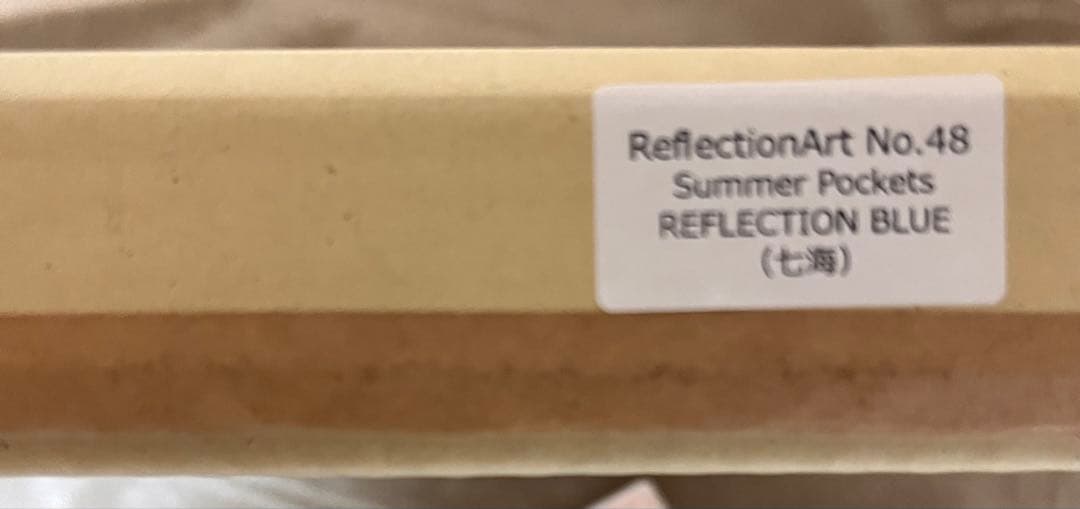 ReflectionArt No.48
Summer Pockets
REFLECTION BLUE
(七海)